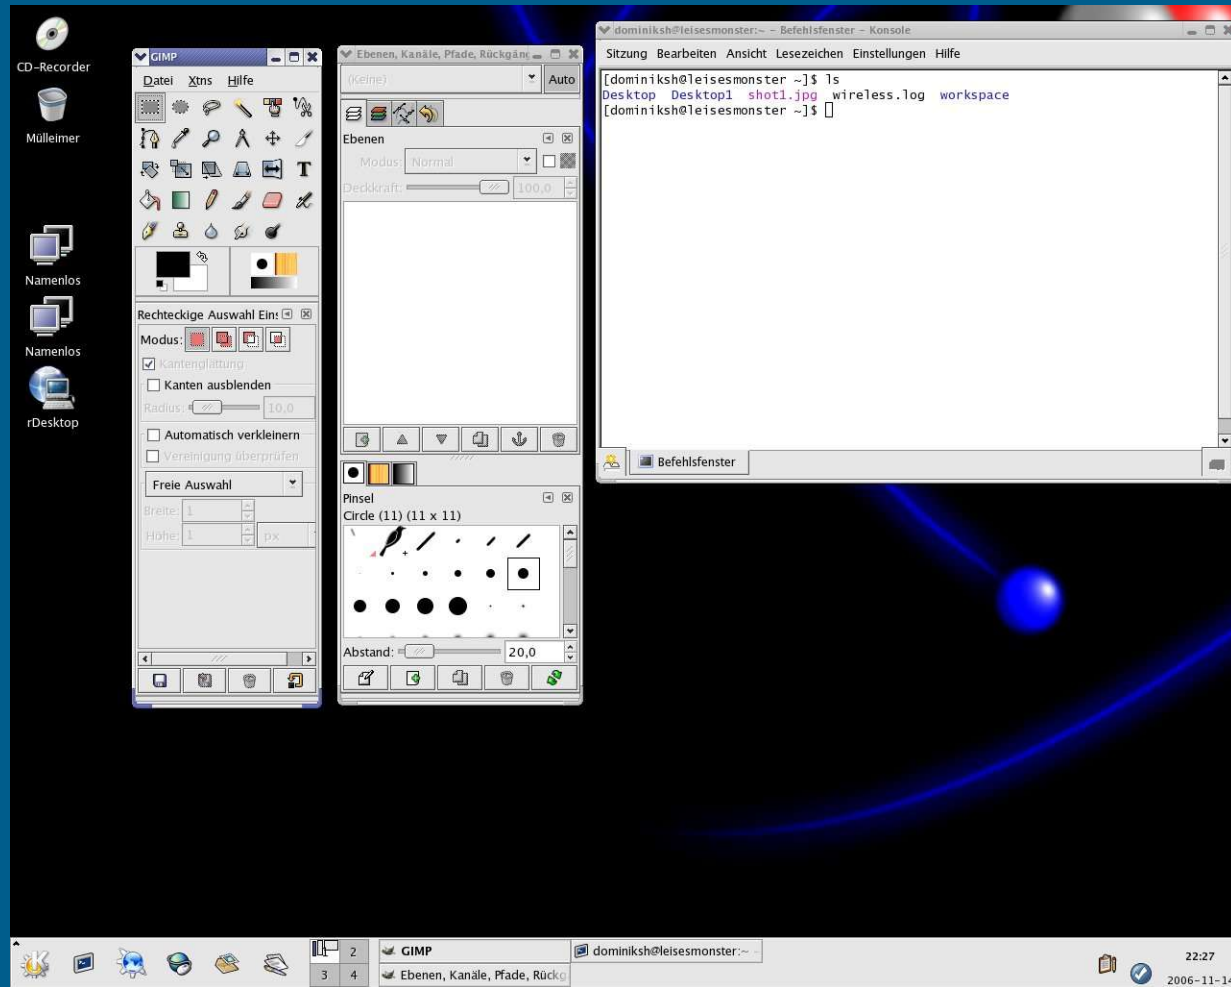 CD-Recorder
Mülleimer
Namenlos
Namenlos
rDesktop
GIMP
Datei Xtns Hilfe
Rechteckige Auswahl Eins
Modus:
Kantenglättung
Kanten ausblenden
Radius: 10,0
Automatisch verkleinern
Vereinigung überprüfen
Freie Auswahl
Breite: 1
Höhe: 1 px
Ebenen, Kanäle, Pfade, Rückgäng
(Keine) Auto
Ebenen
Modus: Normal
Deckkraft: 100,0
Pinsel
Circle (11) (11 x 11)
Abstand: 20,0
dominiksh@leisesmonster:~ - Befehlsfenster - Konsole
Sitzung Bearbeiten Ansicht Lesezeichen Einstellungen Hilfe
[dominiksh@leisesmonster ~]$ ls
Desktop Desktop1 shot1.jpg wireless.log workspace
[dominiksh@leisesmonster ~]$
Befehlsfenster
2
3 4
GIMP
Ebenen, Kanäle, Pfade, Rückg
dominiksh@leisesmonster:~ -
22:27
2006-11-14